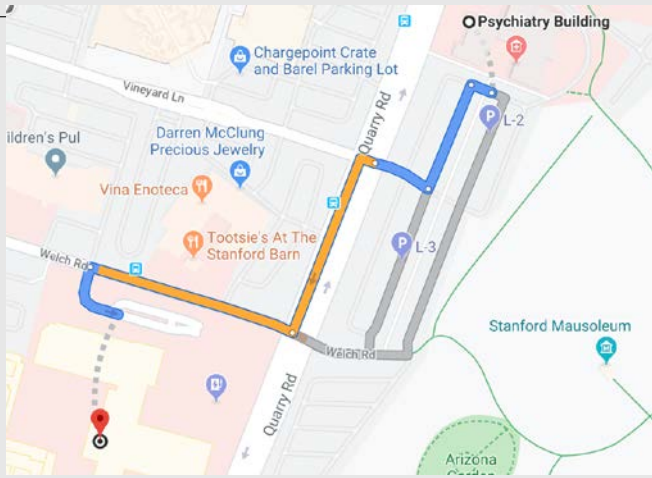 Psychiatry Building
Chargepoint Crate
and Barel Parking Lot
Vineyard Ln
Quarry Rd
P L-2
ildren's Pul
Darren McClung
Precious Jewelry
Vina Enoteca
Tootsie's At The
Stanford Barn
P L-3
Welch Rd
Stanford Mausoleum
Welch Rd
Quarry Rd
Arizona